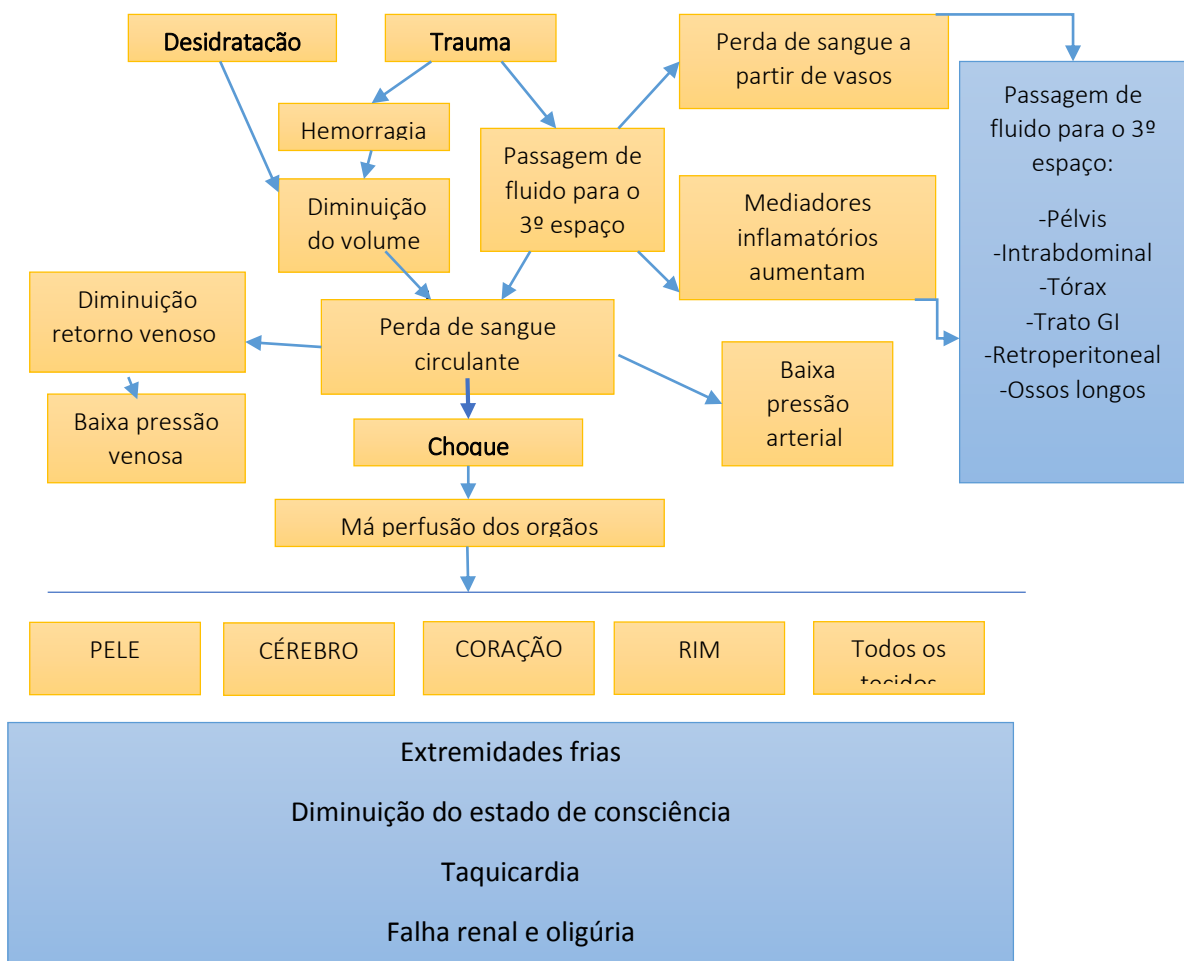 Desidratação
Trauma
Perda de sangue a
partir de vasos
Passagem de
fluido para o 3º
espaço:
-Pélvis
-Intrabdominal
-Tórax
-Trato GI
-Retroperitoneal
-Ossos longos
Hemorragia
Passagem de
fluido para o
3º espaço
Diminuição
do volume
Mediadores
inflamatórios
aumentam
Diminuição
retorno venoso
Perda de sangue
circulante
Baixa
pressão
arterial
Baixa pressão
venosa
Choque
Má perfusão dos orgãos
PELE
CÉREBRO
CORAÇÃO
RIM
Todos os
tecidos
Extremidades frias
Diminuição do estado de consciência
Taquicardia
Falha renal e oligúria